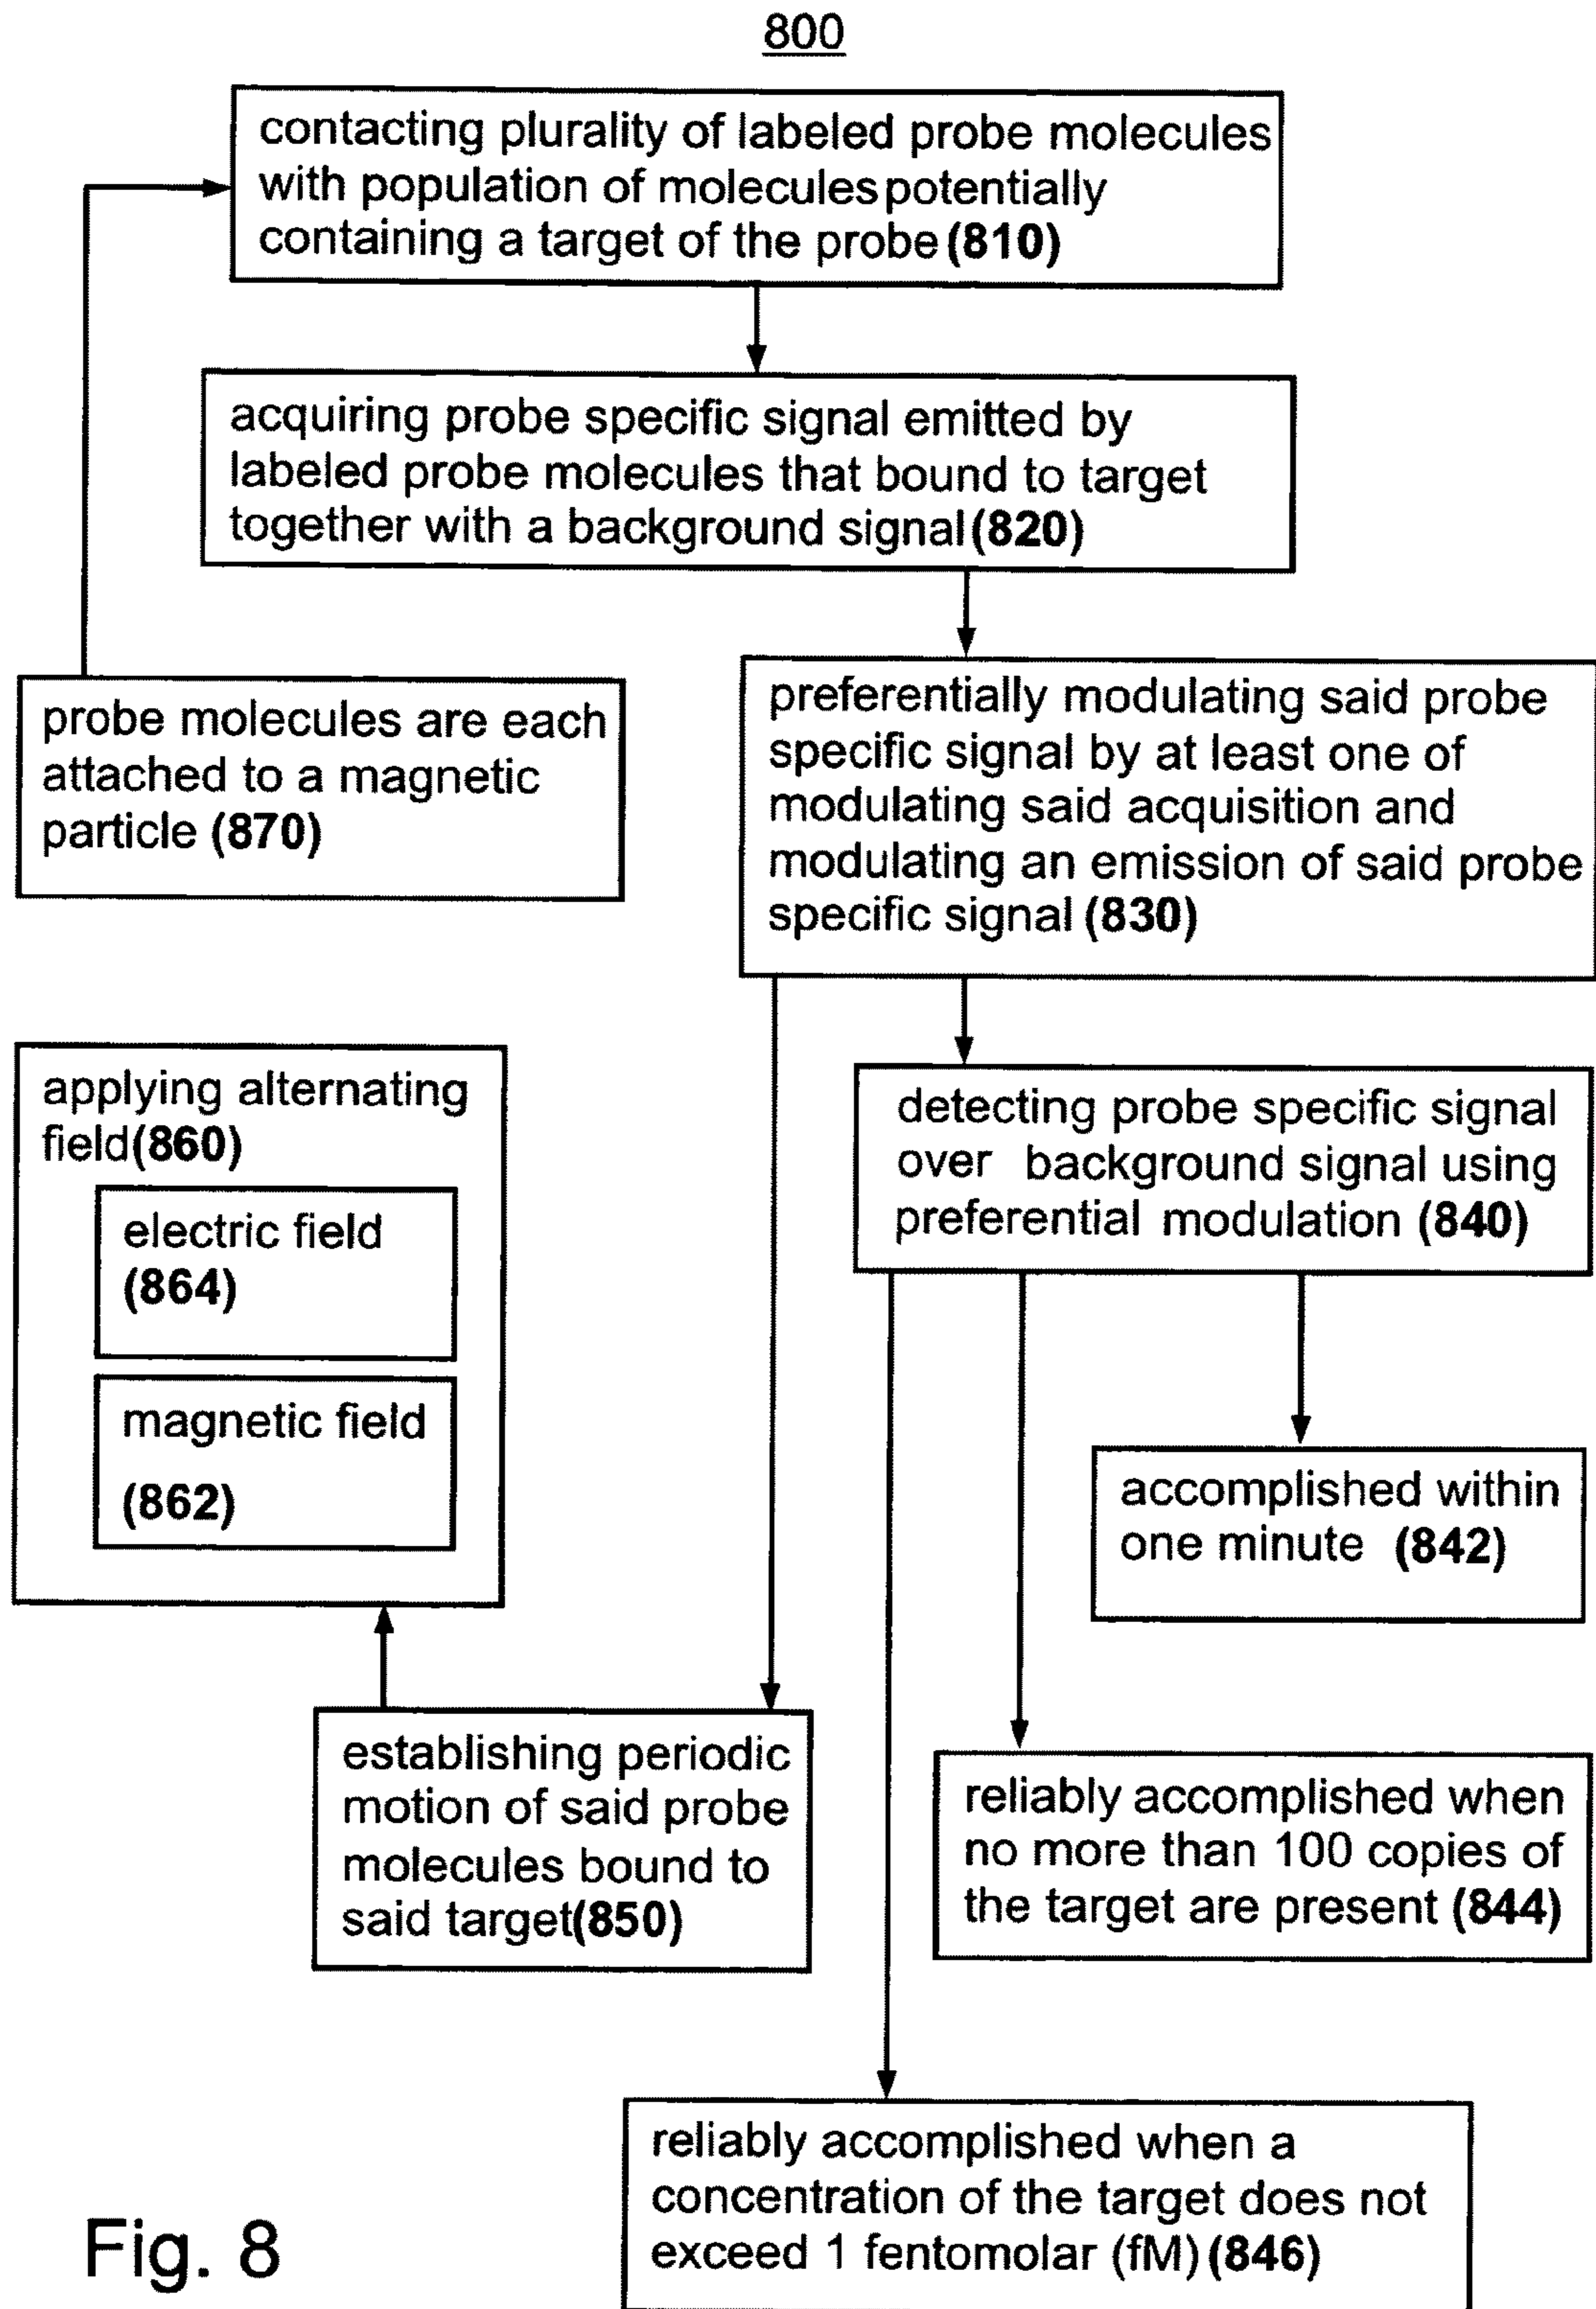 800
contacting plurality of labeled probe molecules
with population of molecules potentially
containing a target of the probe (810)
acquiring probe specific signal emitted by
labeled probe molecules that bound to target
together with a background signal (820)
probe molecules are each
attached to a magnetic
particle (870)
preferentially modulating said probe
specific signal by at least one of
modulating said acquisition and
modulating an emission of said probe
specific signal (830)
applying alternating
field(860)
electric field
(864)
magnetic field
(862)
detecting probe specific signal
over background signal using
preferential modulation (840)
accomplished within
one minute (842)
establishing periodic
motion of said probe
molecules bound to
said target(850)
reliably accomplished when
no more than 100 copies of
the target are present (844)
reliably accomplished when a
concentration of the target does not
exceed 1 fentomolar (fM) (846)
Fig. 8